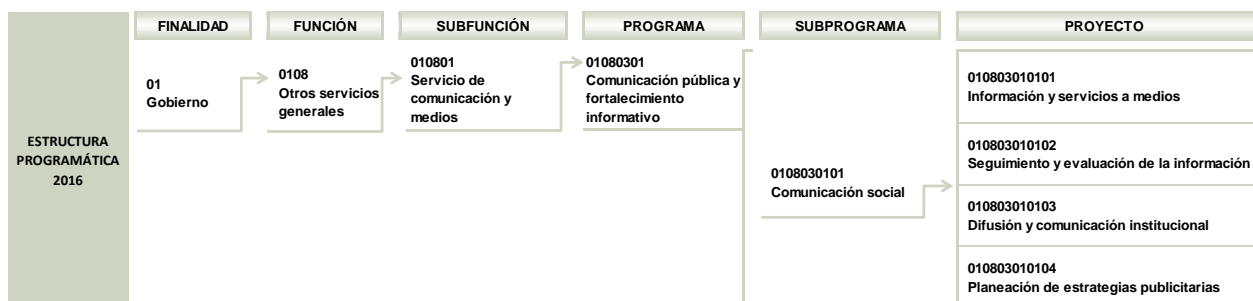 FINALIDAD
FUNCIÓN
SUBFUNCIÓN
PROGRAMA
SUBPROGRAMA
PROYECTO
ESTRUCTURA
PROGRAMÁTICA
2016
01
Gobierno
0108
Otros servicios
generales
010801
Servicio de
comunicación y
medios
01080301
Comunicación pública y
fortalecimiento
informativo
0108030101
Comunicación social
010803010101
Información y servicios a medios
010803010102
Seguimiento y evaluación de la información
010803010103
Difusión y comunicación institucional
010803010104
Planeación de estrategias publicitarias